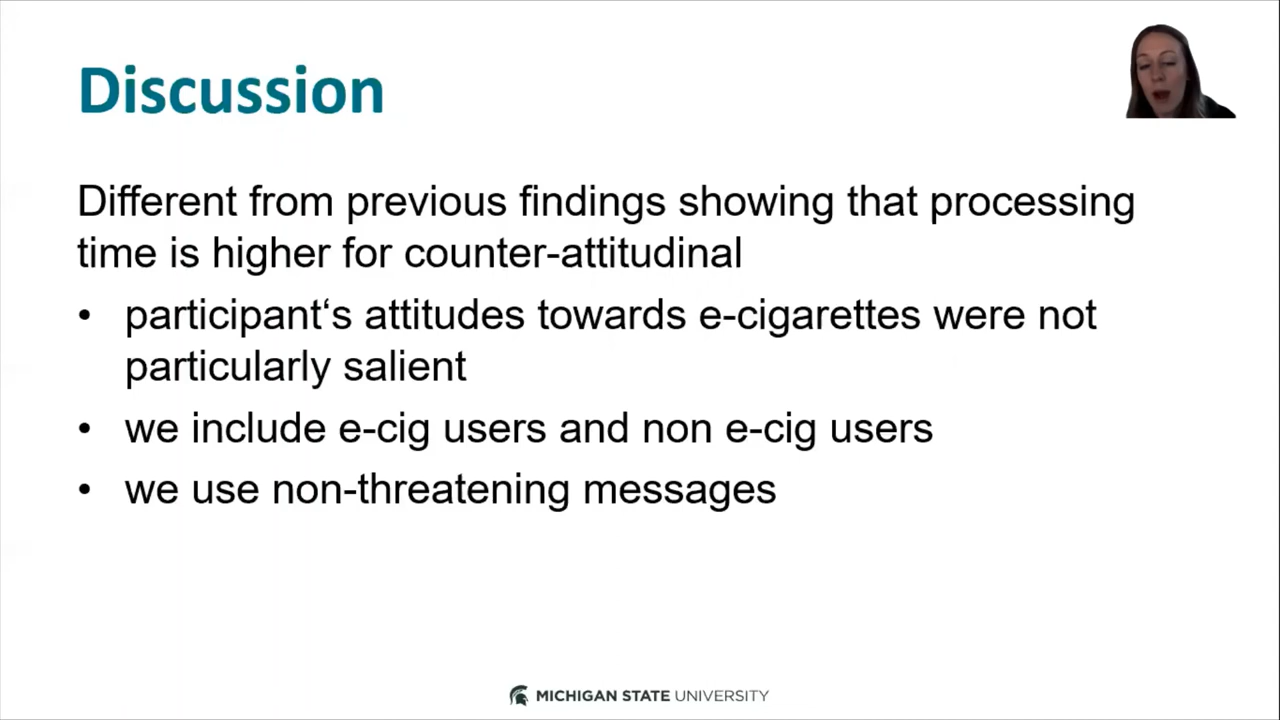 Discussion
Different from previous findings showing that processing
time is higher for counter-attitudinal
• participant‘s attitudes towards e-cigarettes were not
particularly salient
• we include e-cig users and non e-cig users
• we use non-threatening messages
MICHIGAN STATE UNIVERSITY